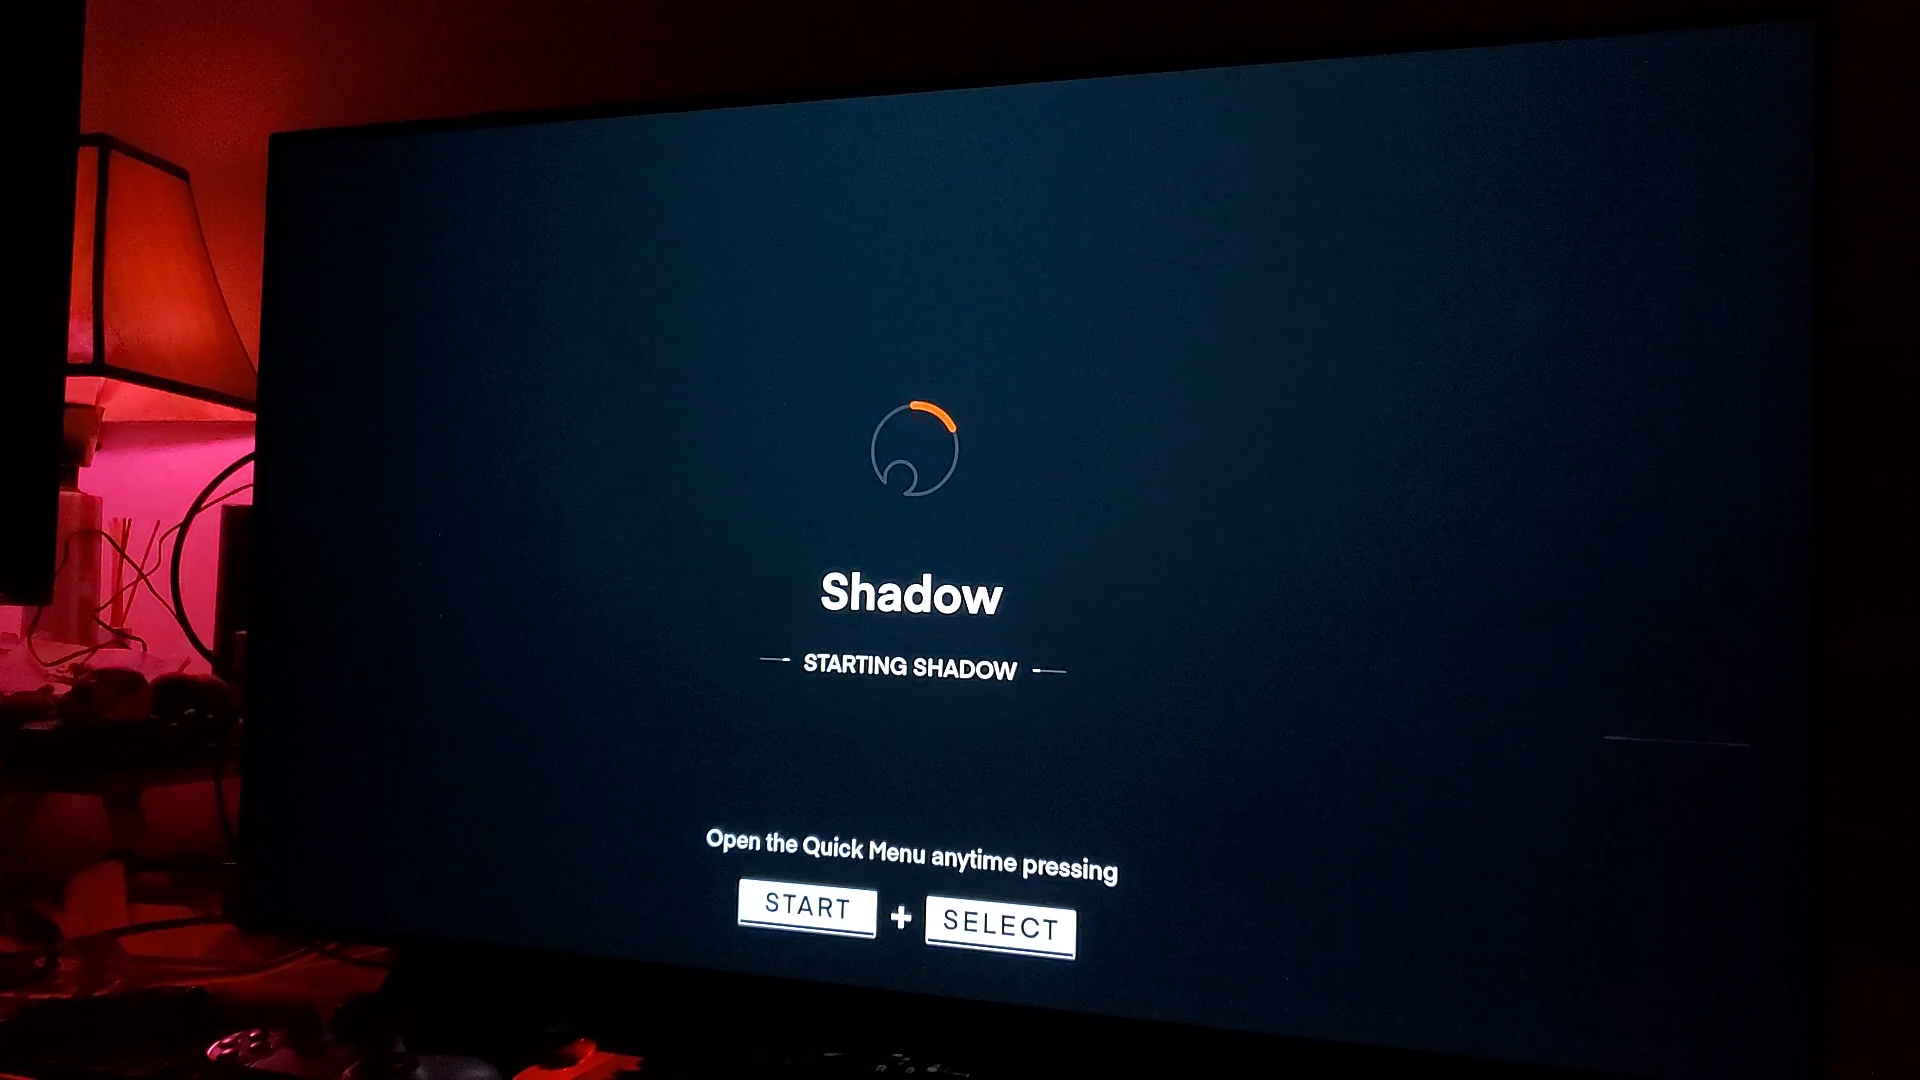 Shadow
STARTING SHADOW
Open the Quick Menu anytime pressing
START + SELECT